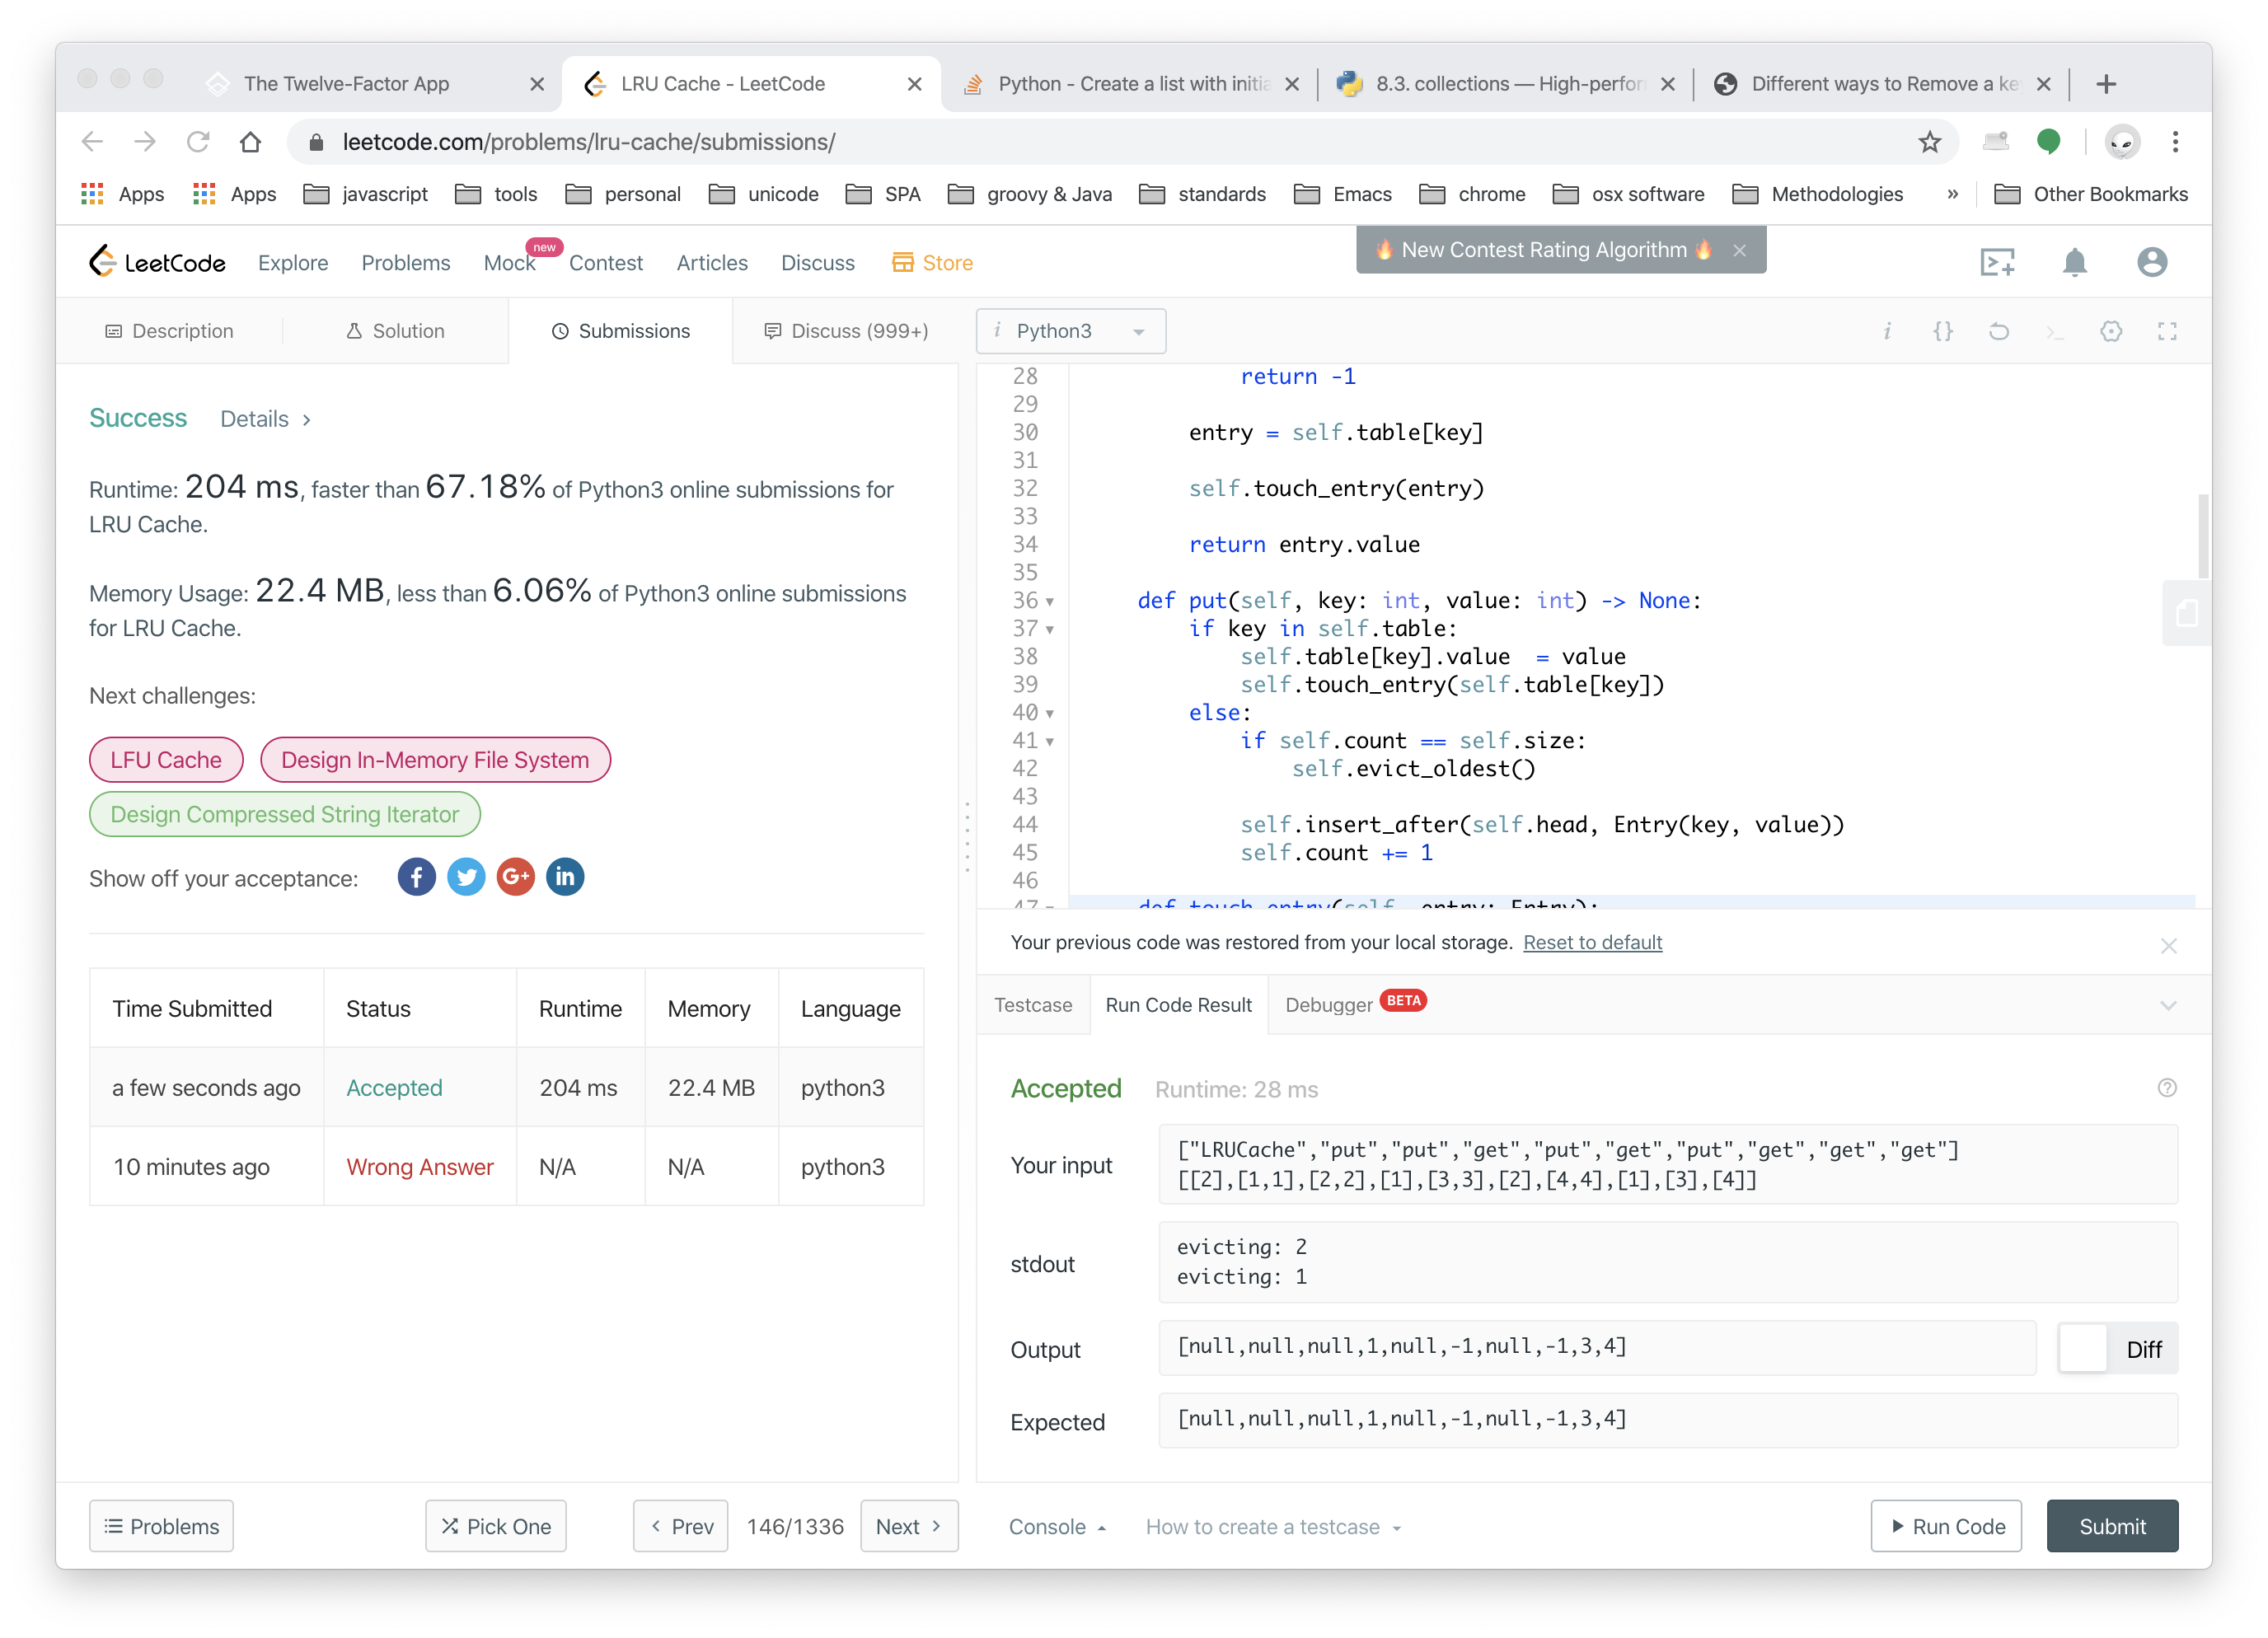 The Twelve-Factor App
LRU Cache - LeetCode
Python - Create a list with initia
8.3. collections — High-perfor
Different ways to Remove a ke
leetcode.com/problems/lru-cache/submissions/
Apps
Apps
javascript
tools
personal
unicode
SPA
groovy & Java
standards
Emacs
chrome
osx software
Methodologies
»
Other Bookmarks
LeetCode
Explore
Problems
Mock
new
Contest
Articles
Discuss
Store
🔥 New Contest Rating Algorithm 🔥
Description
Solution
Submissions
Discuss (999+)
Success
Details >
Runtime: 204 ms, faster than 67.18% of Python3 online submissions for
LRU Cache.
Memory Usage: 22.4 MB, less than 6.06% of Python3 online submissions
for LRU Cache.
Next challenges:
LFU Cache
Design In-Memory File System
Design Compressed String Iterator
Show off your acceptance:
f
G+
in
Time Submitted Status Runtime Memory Language
a few seconds ago Accepted 204 ms 22.4 MB python3
10 minutes ago Wrong Answer N/A N/A python3
Problems
Pick One
< Prev
146/1336
Next >
i Python3
i
{}
>_
28 return -1
29
30 entry = self.table[key]
31
32 self.touch_entry(entry)
33
34 return entry.value
35
36 def put(self, key: int, value: int) -> None:
37 if key in self.table:
38 self.table[key].value  = value
39 self.touch_entry(self.table[key])
40 else:
41 if self.count == self.size:
42 self.evict_oldest()
43
44 self.insert_after(self.head, Entry(key, value))
45 self.count += 1
46
47 def touch_entry(self, entry: Entry):
Your previous code was restored from your local storage. Reset to default
Testcase
Run Code Result
Debugger BETA
Accepted Runtime: 28 ms
Your input
["LRUCache","put","put","get","put","get","put","get","get","get"]
[[2],[1,1],[2,2],[1],[3,3],[2],[4,4],[1],[3],[4]]
stdout
evicting: 2
evicting: 1
Output
[null,null,null,1,null,-1,null,-1,3,4]
Diff
Expected
[null,null,null,1,null,-1,null,-1,3,4]
Console
How to create a testcase
Run Code
Submit